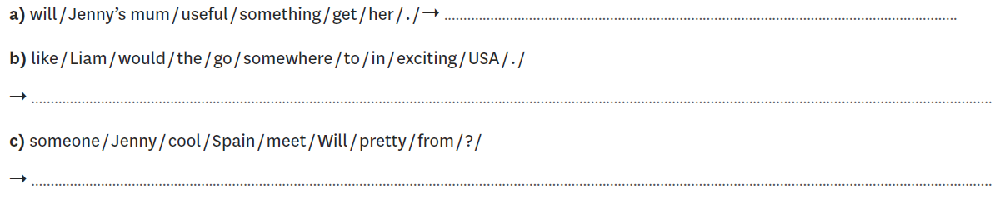 a) will/Jenny’s mum/useful/something/get/her/./→ ................................................................................
b) like/Liam/would/the/go/somewhere/to/in/exciting/USA/./
→ ................................................................................
c) someone/Jenny/cool/Spain/meet/Will/pretty/from/?/
→ ................................................................................